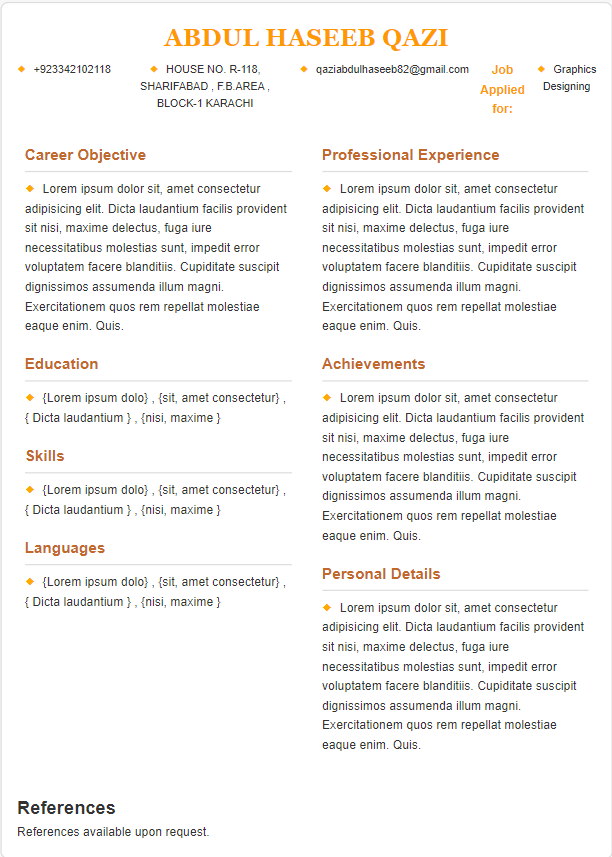 ABDUL HASEEB QAZI
◆ +923342102118
◆ HOUSE NO. R-118,
SHARIFABAD , F.B.AREA ,
BLOCK-1 KARACHI
◆ qaziabdulhaseeb82@gmail.com
Job
Applied
for:
◆ Graphics
Designing
Career Objective
◆ Lorem ipsum dolor sit, amet consectetur
adipisicing elit. Dicta laudantium facilis provident
sit nisi, maxime delectus, fuga iure
necessitatibus molestias sunt, impedit error
voluptatem facere blanditiis. Cupiditate suscipit
dignissimos assumenda illum magni.
Exercitationem quos rem repellat molestiae
eaque enim. Quis.
Education
◆ {Lorem ipsum dolo} , {sit, amet consectetur} ,
{ Dicta laudantium } , {nisi, maxime }
Skills
◆ {Lorem ipsum dolo} , {sit, amet consectetur} ,
{ Dicta laudantium } , {nisi, maxime }
Languages
◆ {Lorem ipsum dolo} , {sit, amet consectetur} ,
{ Dicta laudantium } , {nisi, maxime }
Professional Experience
◆ Lorem ipsum dolor sit, amet consectetur
adipisicing elit. Dicta laudantium facilis provident
sit nisi, maxime delectus, fuga iure
necessitatibus molestias sunt, impedit error
voluptatem facere blanditiis. Cupiditate suscipit
dignissimos assumenda illum magni.
Exercitationem quos rem repellat molestiae
eaque enim. Quis.
Achievements
◆ Lorem ipsum dolor sit, amet consectetur
adipisicing elit. Dicta laudantium facilis provident
sit nisi, maxime delectus, fuga iure
necessitatibus molestias sunt, impedit error
voluptatem facere blanditiis. Cupiditate suscipit
dignissimos assumenda illum magni.
Exercitationem quos rem repellat molestiae
eaque enim. Quis.
Personal Details
◆ Lorem ipsum dolor sit, amet consectetur
adipisicing elit. Dicta laudantium facilis provident
sit nisi, maxime delectus, fuga iure
necessitatibus molestias sunt, impedit error
voluptatem facere blanditiis. Cupiditate suscipit
dignissimos assumenda illum magni.
Exercitationem quos rem repellat molestiae
eaque enim. Quis.
References
References available upon request.